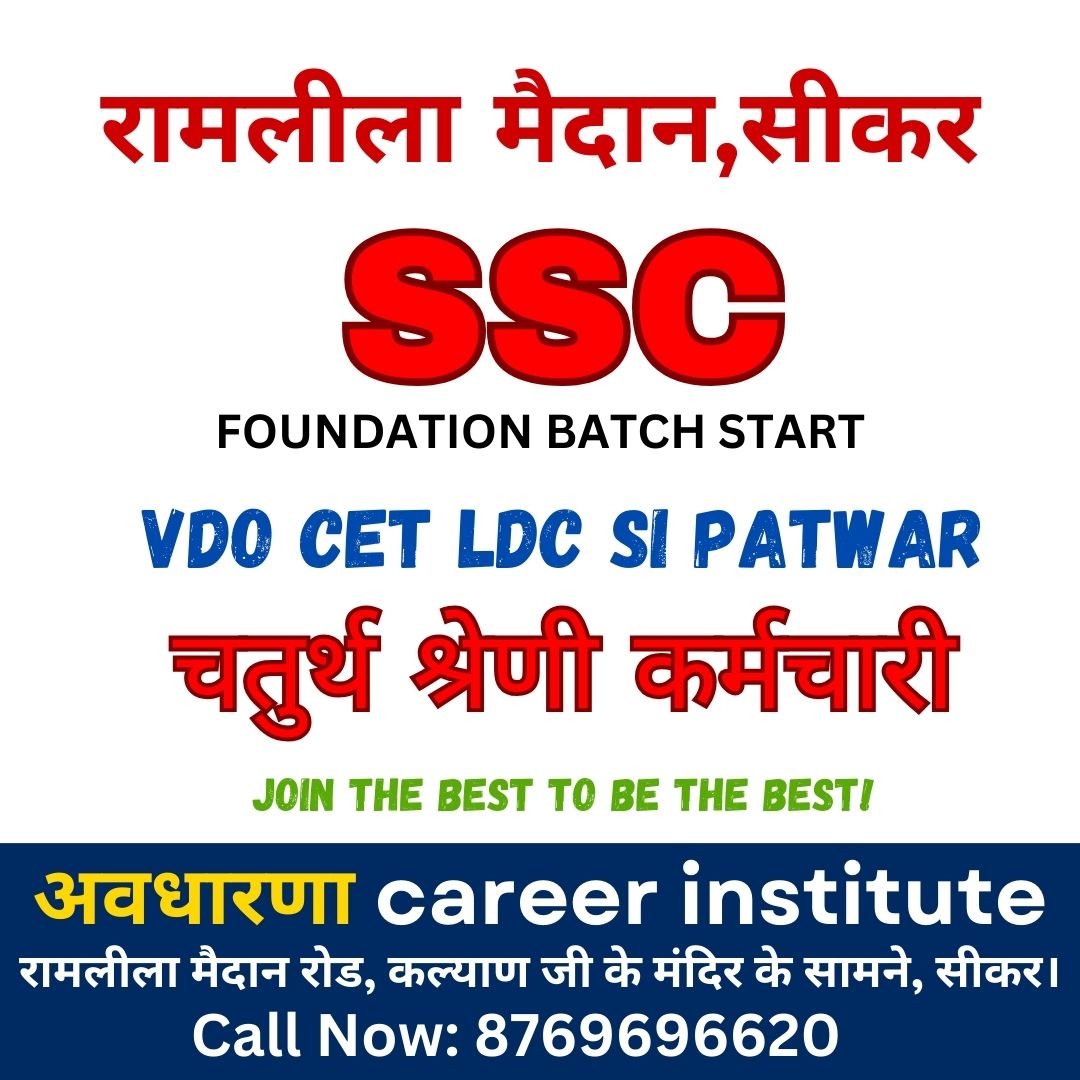 रामलीला मैदान,सीकर
SSC
FOUNDATION BATCH START
VDO CET LDC SI PATWAR
चतुर्थ श्रेणी कर्मचारी
JOIN THE BEST TO BE THE BEST!
अवधारणा career institute
रामलीला मैदान रोड, कल्याण जी के मंदिर के सामने, सीकर।
Call Now: 8769696620